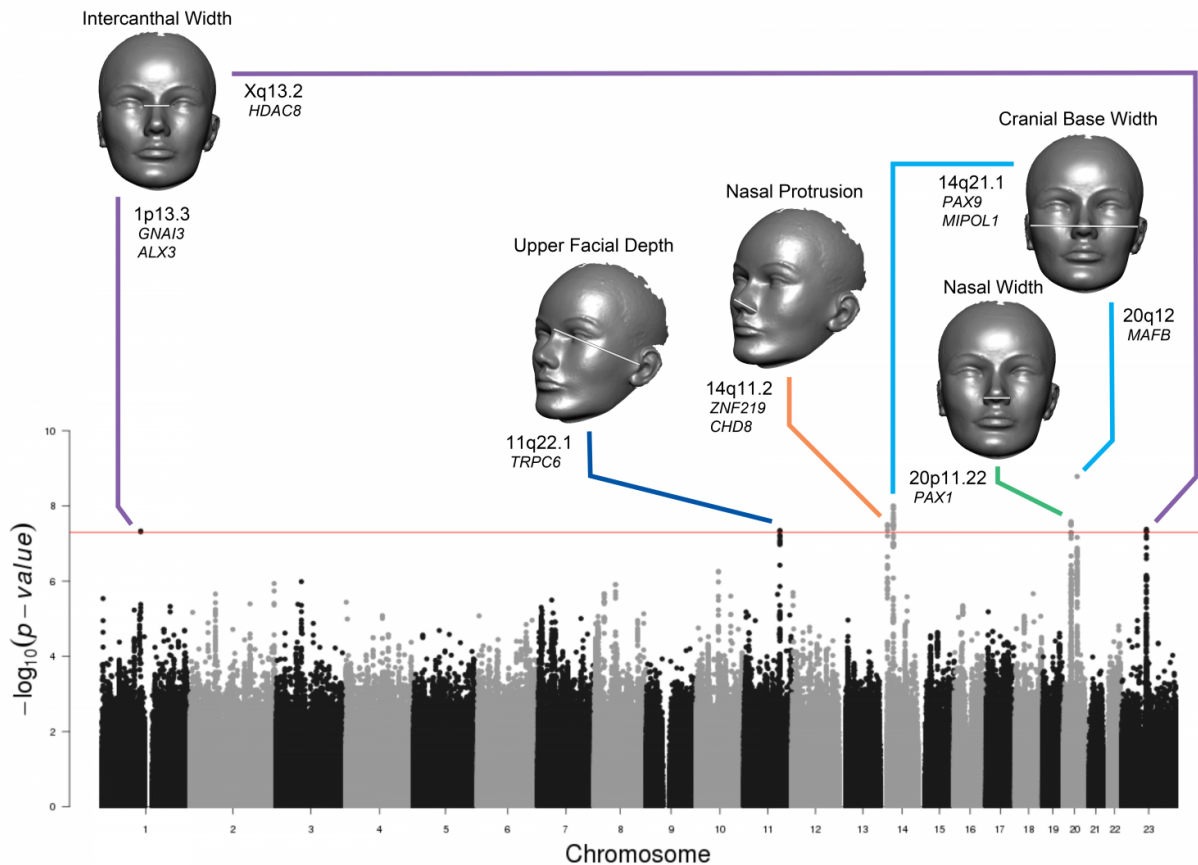 Intercanthal Width
Xq13.2
HDAC8
1p13.3
GNAI3
ALX3
Upper Facial Depth
11q22.1
TRPC6
Nasal Protrusion
14q11.2
ZNF219
CHD8
Cranial Base Width
14q21.1
PAX9
MIPOL1
20q12
MAFB
Nasal Width
20p11.22
PAX1
−log10(p−value)
10
8
6
4
2
0
1 2 3 4 5 6 7 8 9 10 11 12 13 14 15 16 17 18 19 20 21 22 23
Chromosome